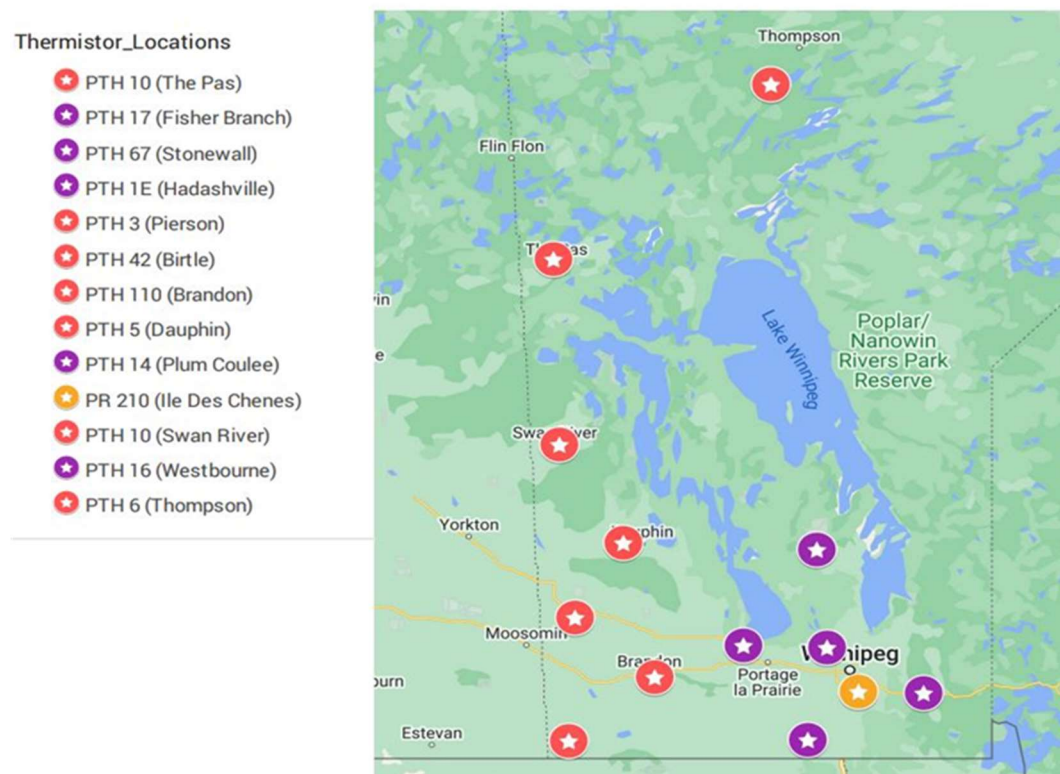 Thermistor_Locations
PTH 10 (The Pas)
PTH 17 (Fisher Branch)
PTH 67 (Stonewall)
PTH 1E (Hadashville)
PTH 3 (Pierson)
PTH 42 (Birtle)
PTH 110 (Brandon)
PTH 5 (Dauphin)
PTH 14 (Plum Coulee)
PR 210 (Ile Des Chenes)
PTH 10 (Swan River)
PTH 16 (Westbourne)
PTH 6 (Thompson)
Thompson
Flin Flon
Lake Winnipeg
Poplar/
Nanowin
Rivers Park
Reserve
Yorkton
Moosomin
Portage
la Prairie
Estevan